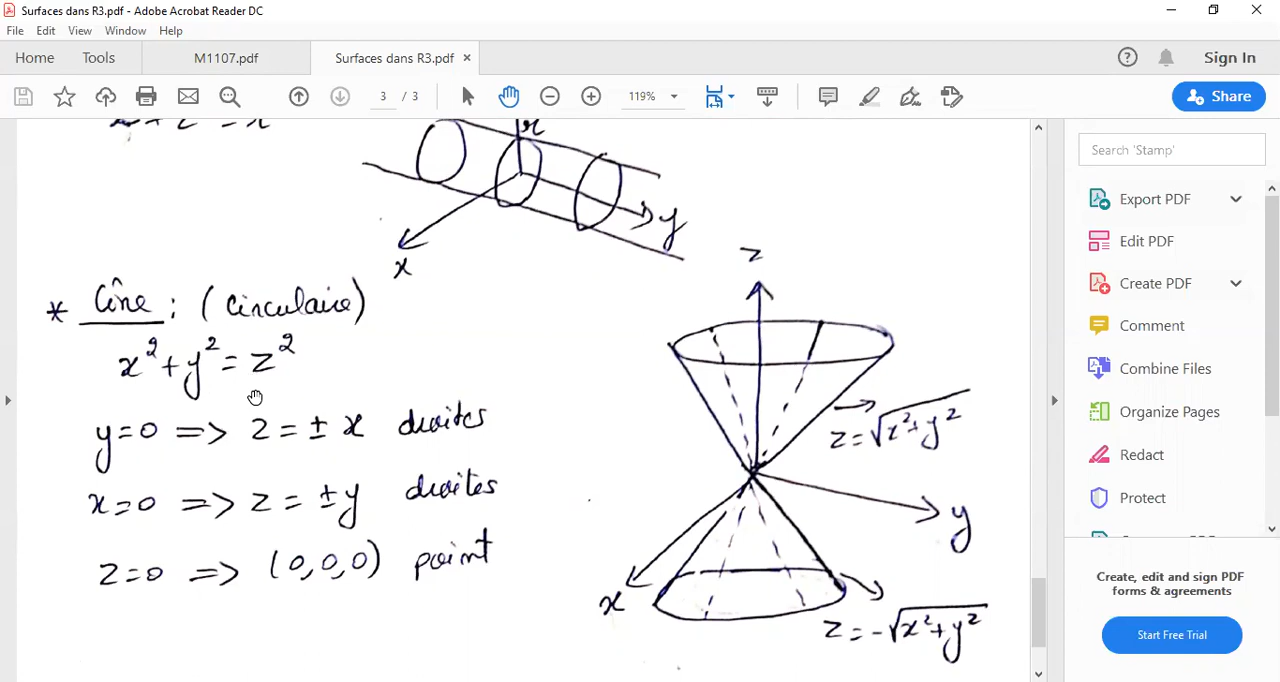 Surfaces dans R3.pdf - Adobe Acrobat Reader DC
File Edit View Window Help
Home Tools M1107.pdf Surfaces dans R3.pdf × Sign In
3 / 3 119% Share
y
x
* Cône : (circulaire)
x² + y² = z²
y=0 => z = ± x droites
x=0 => z = ± y droites
z=0 => (0,0,0) point
z
z = √x²+y²
y
x
z = -√x²+y²
Search 'Stamp'
Export PDF
Edit PDF
Create PDF
Comment
Combine Files
Organize Pages
Redact
Protect
Create, edit and sign PDF
forms & agreements
Start Free Trial